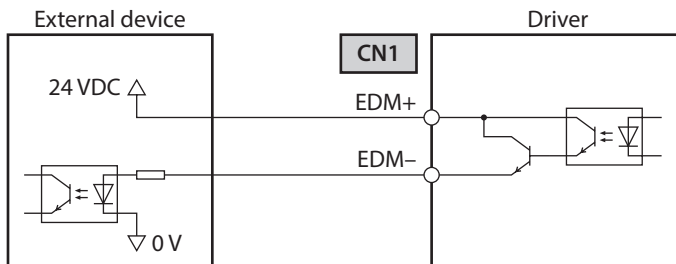 External device
Driver
CN1
24 VDC
EDM+
EDM–
0 V